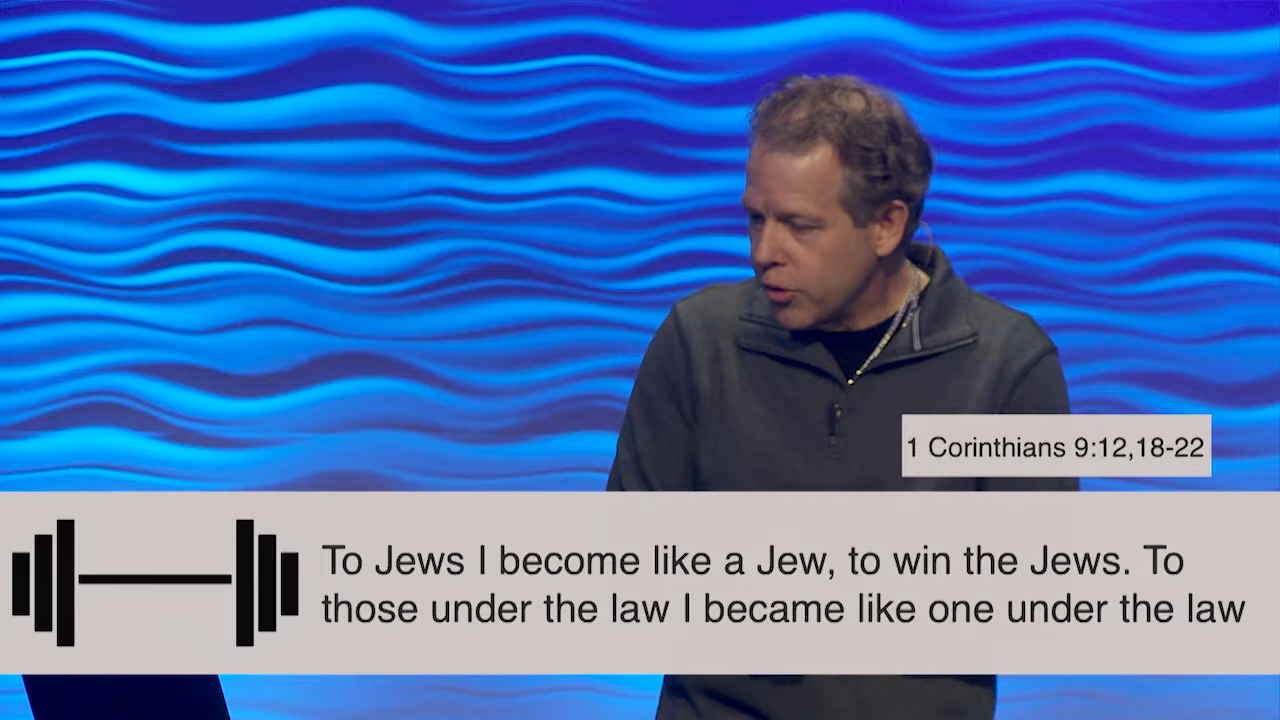 1 Corinthians 9:12,18-22
To Jews I become like a Jew, to win the Jews. To
those under the law I became like one under the law